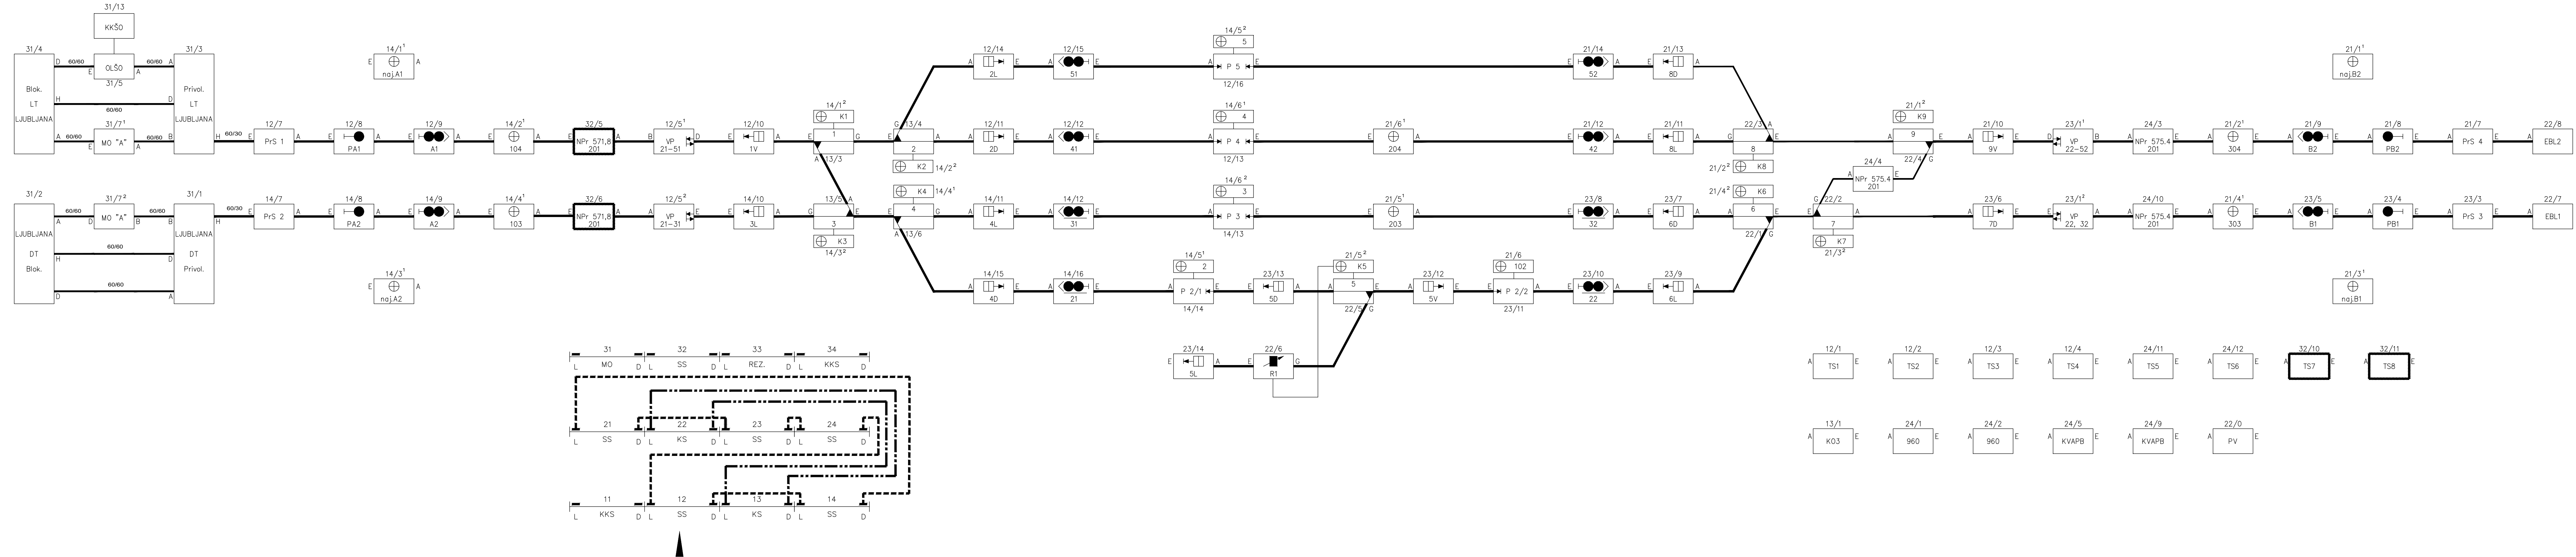 31/13
KKŠO
31/4 31/3 14/1¹ 12/14 12/15 14/5² 21/14 21/13 21/1¹
D 60/60 OLŠO 60/60 A
E A
31/5
E naj.A1 A
A 2L E A 51 E
5
A P 5 E
12/16
E 52 A E 8D A
naj.B2
Blok. LT LJUBLJANA
Privol. LT LJUBLJANA
H 60/60 D
31/7¹
A 60/60 MO "A" 60/60 B
E A
H 60/30 E
12/7 12/8 12/9 14/2¹ 32/5 12/5¹ 12/10 14/1² 13/4 12/11 12/12 14/6¹ 21/6¹ 21/12 21/11 22/3 21/1² 21/10 23/1¹ 24/3 21/2¹ 21/9 21/8 21/7 22/8
PrS 1 A
E PA1 A
E A1 A
E 104 A
E NPr 571,8 201 A
B VP 21-51 D
E 1V A
K1
E 1 G
A 13/3
G 2 A E
K2 14/2²
A 2D E
A 41 E
4
A P 4 E
12/13
E 204 A
E 42 A
E 8L A
G 8 A E
21/2² K8
K9
A 9 E
22/4 G
24/4
A NPr 575.4 E
201
E 9V A
D VP 22-52 B
A NPr 575.4 201 E
A 304 E
A B2 E
A PB2 E
A PrS 4 E
A EBL2
31/2 31/7² 31/1 14/7 14/8 14/9 14/4¹ 32/6 12/5² 14/10 13/5 14/4¹ 14/11 14/12 14/6² 21/5¹ 23/8 23/7 21/4² 22/2 23/6 23/1² 24/10 21/4¹ 23/5 23/4 23/3 22/7
LJUBLJANA DT Blok.
A 60/60 MO "A" 60/60 B
D B
H 60/60 D
D 60/60 A
LJUBLJANA DT Privol.
H 60/30 E
PrS 2 A
E PA2 A
E A2 A
E 103 A
E NPr 571,8 201 A
A VP 21-31 E
E 3L A
G 3 A E
K3
14/3²
K4
A 4 E
A 13/6 G
A 4L E
A 31 E
3
A P 3 E
14/13
E 203 A
E 32 A
E 6D A
K6
A 6 E
22/1 G
G 7 A
E
K7
21/3²
E 7D A
D VP 22, 32 A
A NPr 575.4 201 E
A 303 E
A B1 E
A PB1 E
A PrS 3 E
A EBL1
14/3¹ 14/15 14/16 14/5¹ 23/13 21/5² 23/12 21/6 23/10 23/9 21/3¹
E naj.A2 A
A 4D E
A 21 E
2
A P 2/1 E
14/14
E 5D A
K5
A 5 E
22/5 G
A 5V E
102
E P 2/2 A
23/11
E 22 A
E 6L A
naj.B1
23/14 22/6
E 5L A
E R1 G
12/1 12/2 12/3 12/4 24/11 24/12 32/10 32/11
A TS1 E
A TS2 E
A TS3 E
A TS4 E
A TS5 E
A TS6 E
A TS7 E
A TS8 E
13/1 24/1 24/2 24/5 24/9 22/0
A KO3 E
A 960 E
A 960 E
A KVAPB E
A KVAPB E
A PV E
31 32 33 34
L MO D L SS D L REZ. D L KKS D
21 22 23 24
L SS D L KS D L SS D L SS D
11 12 13 14
L KKS D L SS D L KS D L SS D